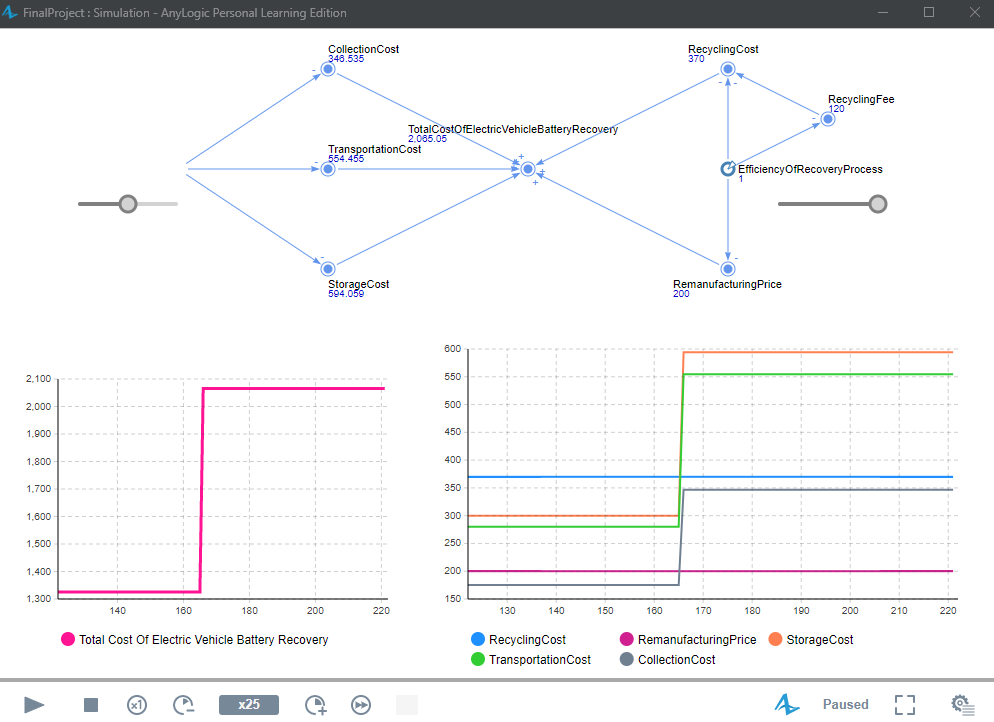 FinalProject : Simulation - AnyLogic Personal Learning Edition
CollectionCost
346.535
RecyclingCost
370
RecyclingFee
120
TotalCostOfElectricVehicleBatteryRecovery
2,065.05
TransportationCost
554.455
EfficiencyOfRecoveryProcess
1
StorageCost
594.059
RemanufacturingPrice
200
2,100
2,000
1,900
1,800
1,700
1,600
1,500
1,400
1,300
140 160 180 200 220
Total Cost Of Electric Vehicle Battery Recovery
600
550
500
450
400
350
300
250
200
150
130 140 150 160 170 180 190 200 210 220
RecyclingCost RemanufacturingPrice StorageCost
TransportationCost CollectionCost
x1 x25 Paused